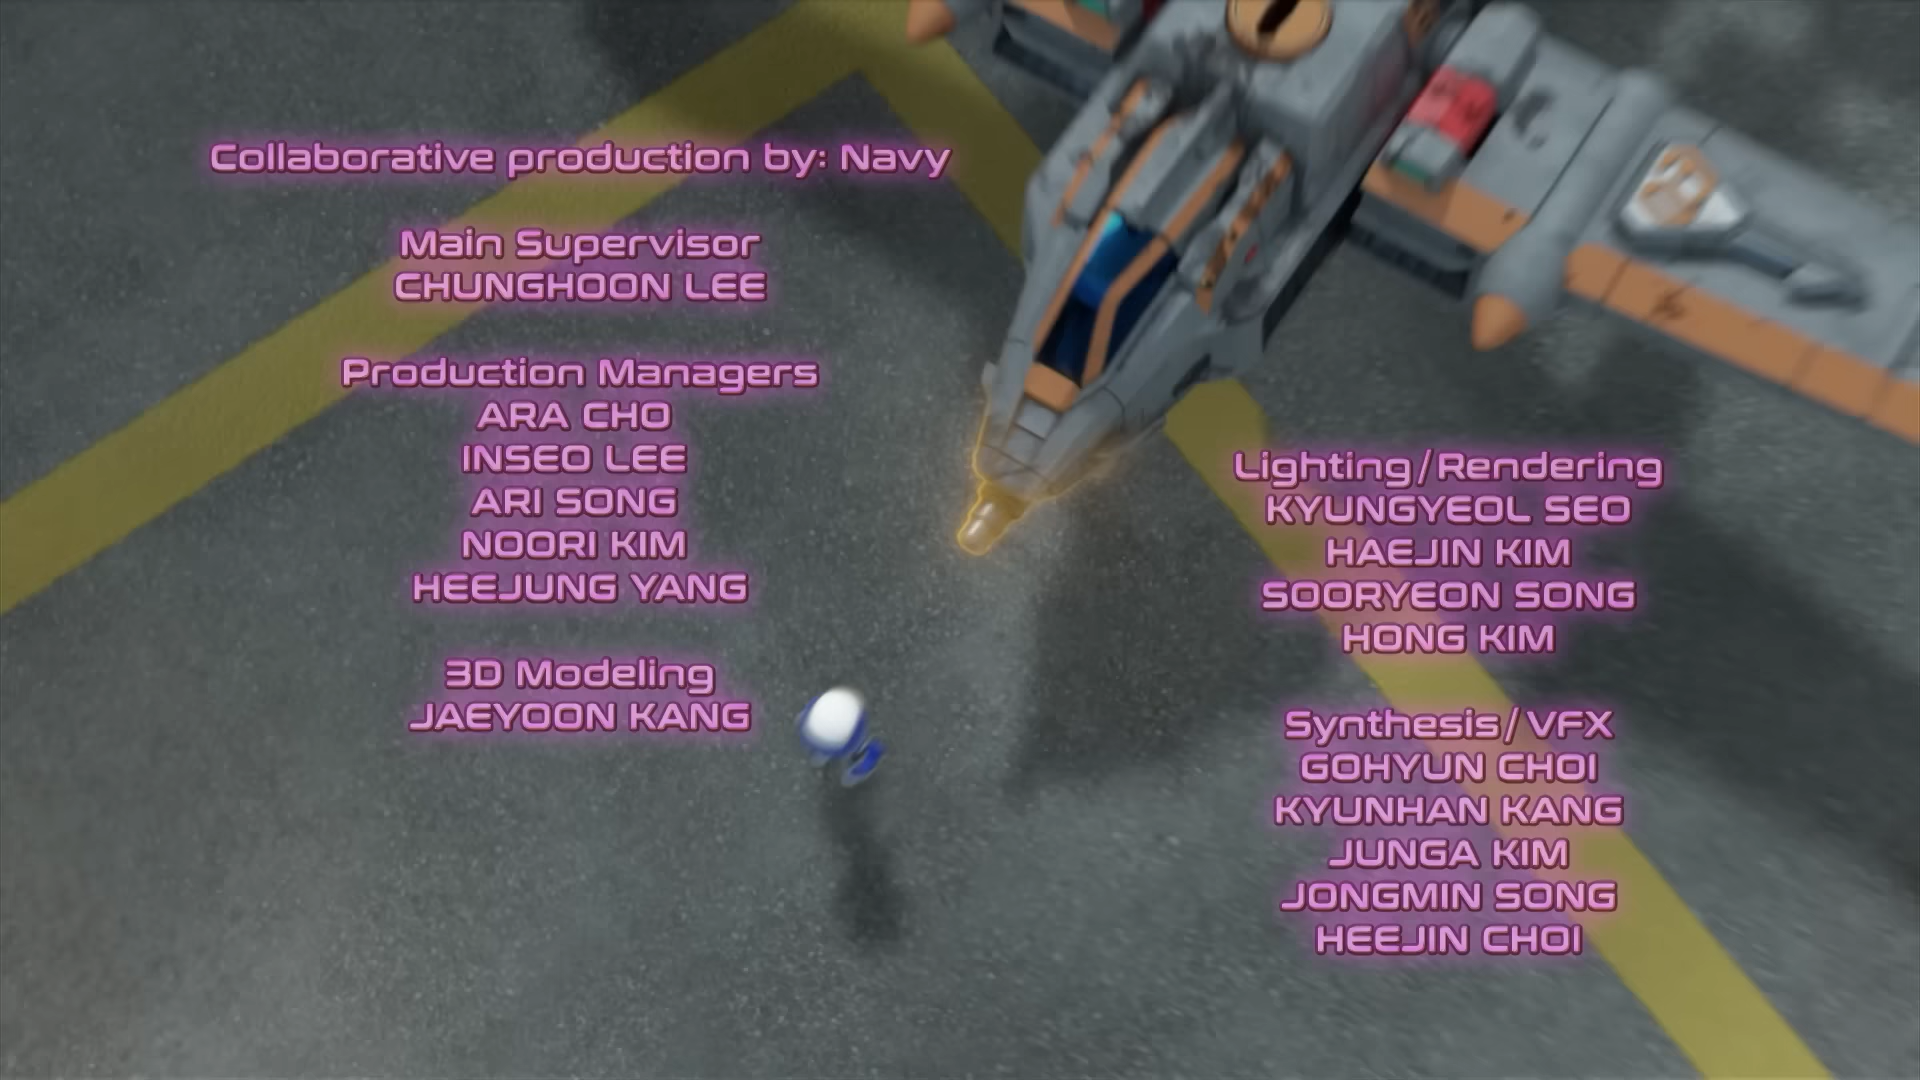 Collaborative production by: Navy
Main Supervisor
CHUNGHOON LEE
Production Managers
ARA CHO
INSEO LEE
ARI SONG
NOORI KIM
HEEJUNG YANG
3D Modeling
JAEYOON KANG
Lighting/Rendering
KYUNGYEOL SEO
HAEJIN KIM
SOORYEON SONG
HONG KIM
Synthesis/VFX
GOHYUN CHOI
KYUNHAN KANG
JUNGA KIM
JONGMIN SONG
HEEJIN CHOI